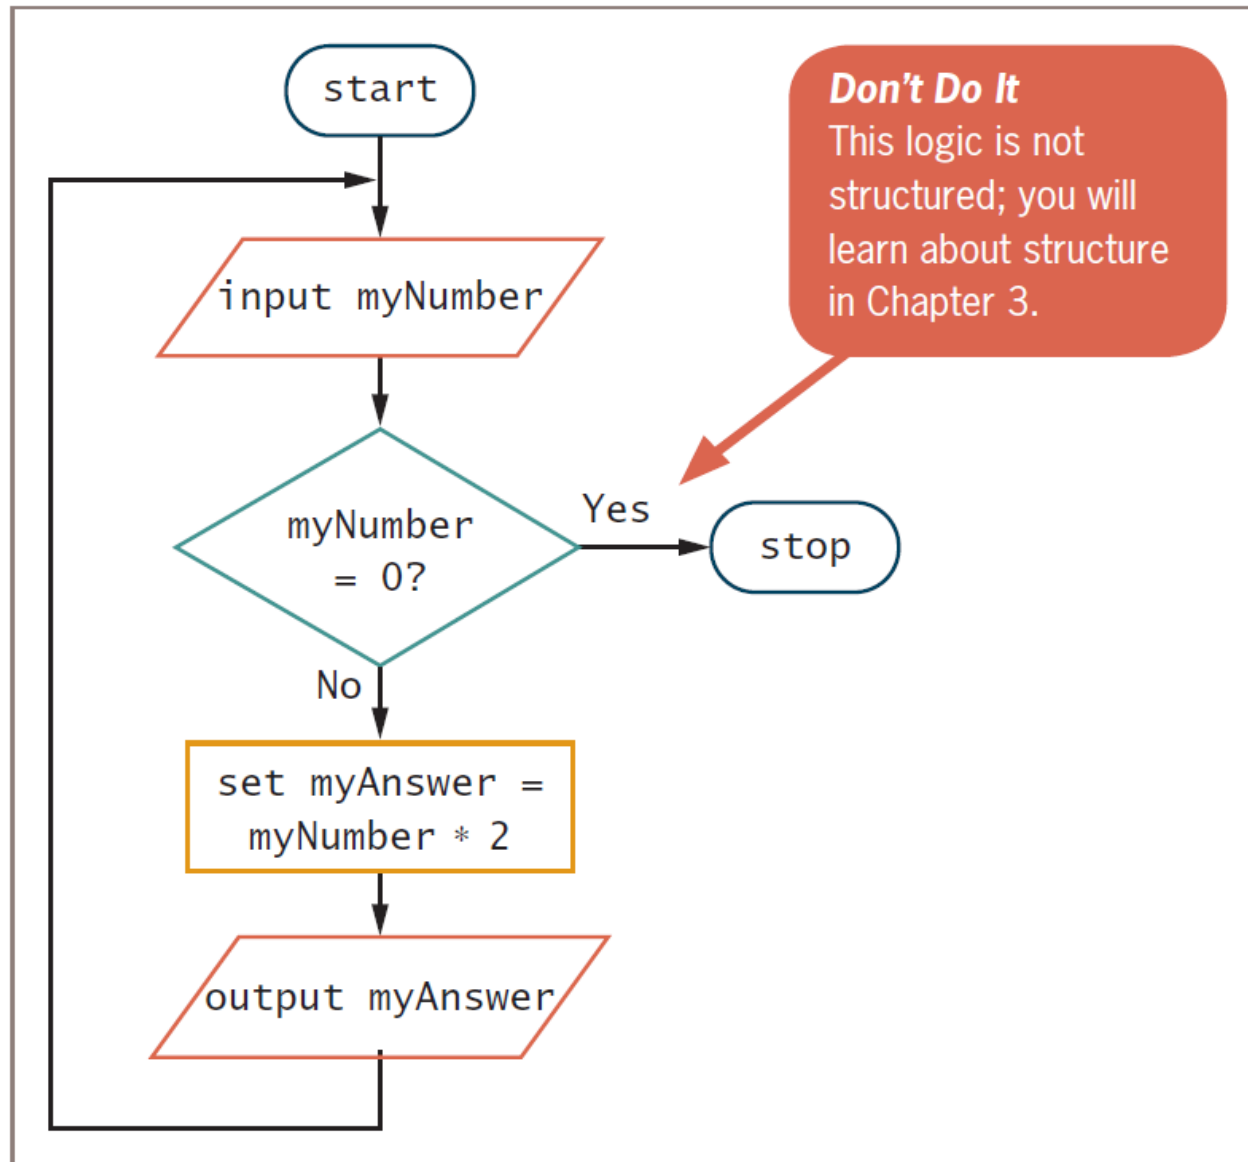 start
Don't Do It
This logic is not
structured; you will
learn about structure
in Chapter 3.
input myNumber
myNumber
= 0?
Yes
stop
No
set myAnswer =
myNumber * 2
output myAnswer